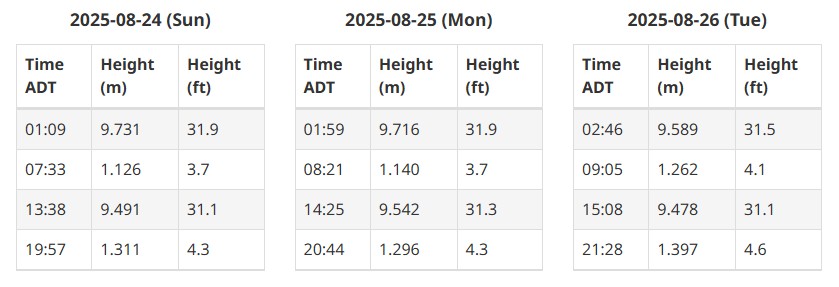 2025-08-24 (Sun)
Time ADT Height (m) Height (ft)
01:09 9.731 31.9
07:33 1.126 3.7
13:38 9.491 31.1
19:57 1.311 4.3
2025-08-25 (Mon)
Time ADT Height (m) Height (ft)
01:59 9.716 31.9
08:21 1.140 3.7
14:25 9.542 31.3
20:44 1.296 4.3
2025-08-26 (Tue)
Time ADT Height (m) Height (ft)
02:46 9.589 31.5
09:05 1.262 4.1
15:08 9.478 31.1
21:28 1.397 4.6